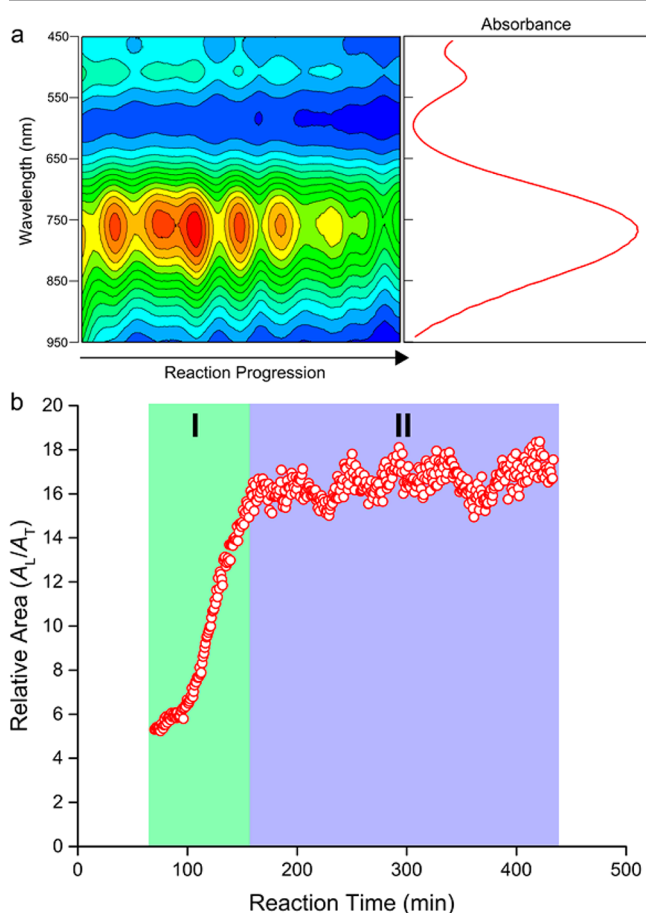 a
Absorbance
450
550
650
750
850
950
Wavelength (nm)
Reaction Progression
b
20
18
16
14
12
10
8
6
4
2
0
Relative Area (A_L/A_T)
I
II
0
100
200
300
400
500
Reaction Time (min)